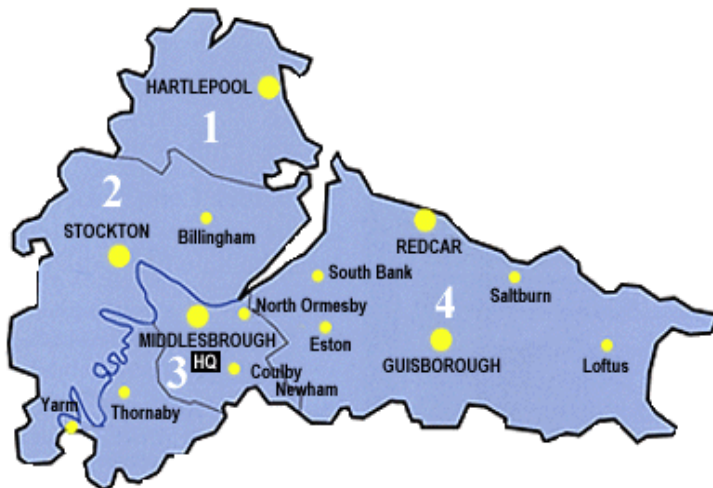 HARTLEPOOL
1
2
STOCKTON
Billingham
REDCAR
South Bank
Saltburn
4
North Ormesby
MIDDLESBROUGH
Eston
GUISBOROUGH
Loftus
HQ
3
Coulby
Newham
Thornaby
Yarm